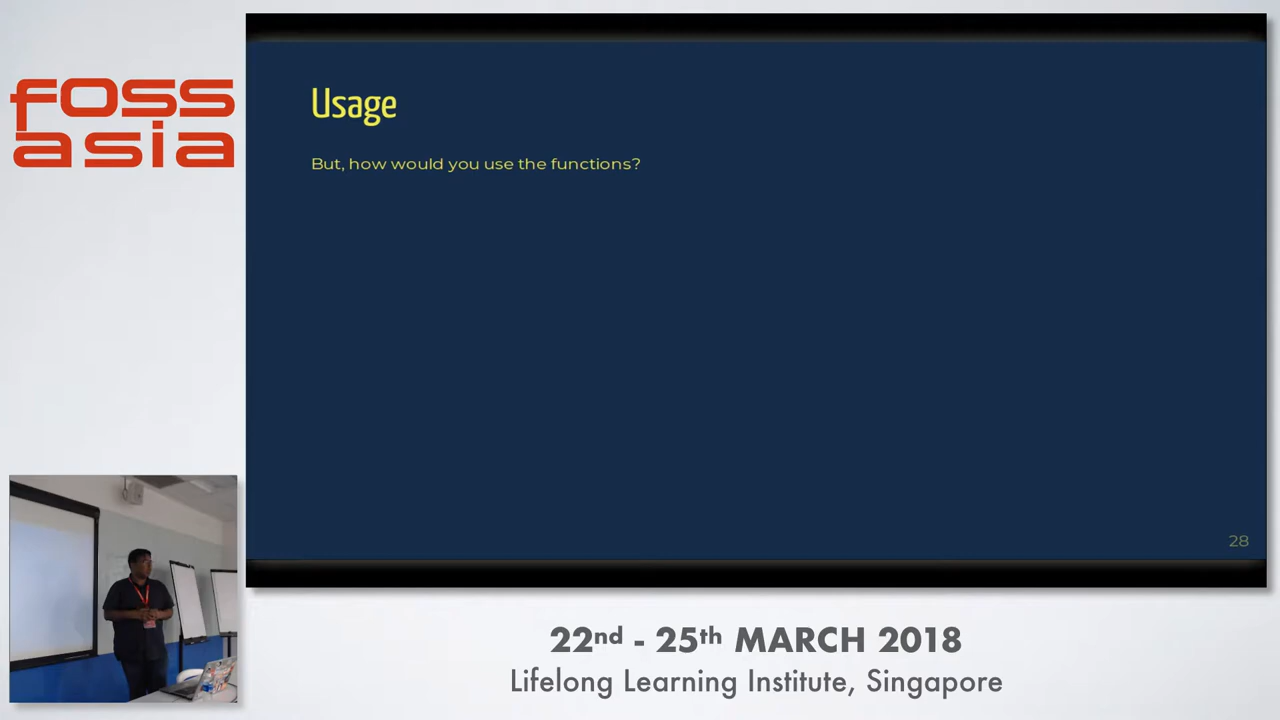 foss
asia
Usage
But, how would you use the functions?
28
22nd - 25th MARCH 2018
Lifelong Learning Institute, Singapore